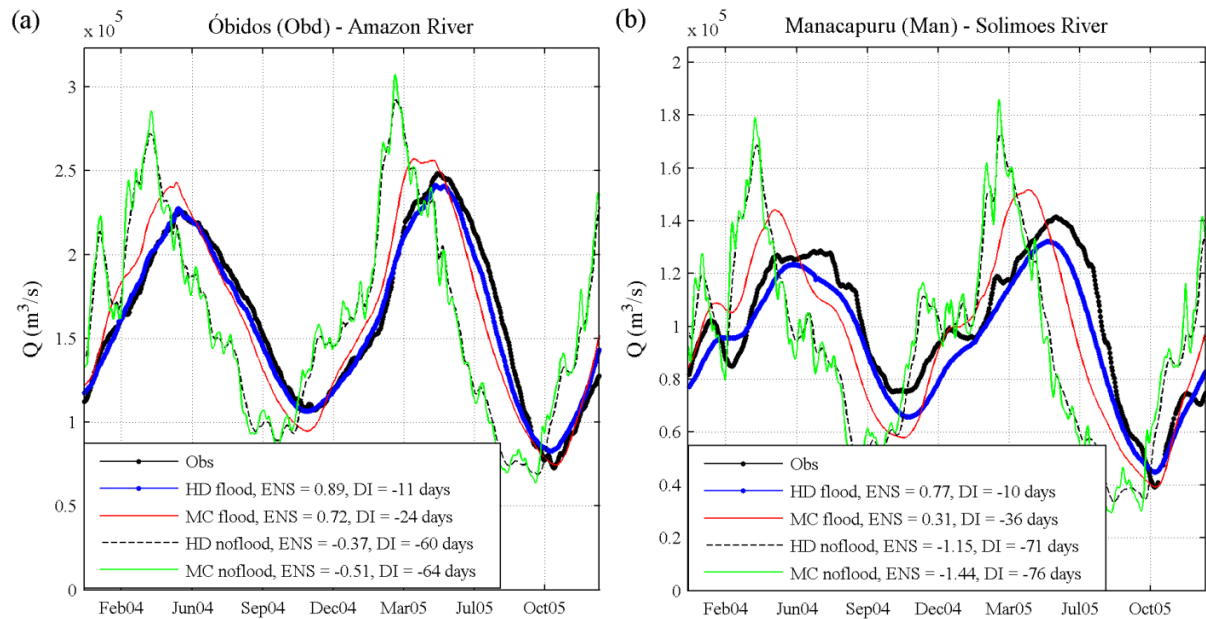 (a)
Óbidos (Obd) - Amazon River
x 10^5
3
2.5
2
1.5
1
0.5
0
Q (m^3/s)
Obs
HD flood, ENS = 0.89, DI = -11 days
MC flood, ENS = 0.72, DI = -24 days
HD noflood, ENS = -0.37, DI = -60 days
MC noflood, ENS = -0.51, DI = -64 days
Feb04 Jun04 Sep04 Dec04 Mar05 Jul05 Oct05
(b)
Manacapuru (Man) - Solimoes River
x 10^5
2
1.8
1.6
1.4
1.2
1
0.8
0.6
0.4
0.2
0
Q (m^3/s)
Obs
HD flood, ENS = 0.77, DI = -10 days
MC flood, ENS = 0.31, DI = -36 days
HD noflood, ENS = -1.15, DI = -71 days
MC noflood, ENS = -1.44, DI = -76 days
Feb04 Jun04 Sep04 Dec04 Mar05 Jul05 Oct05